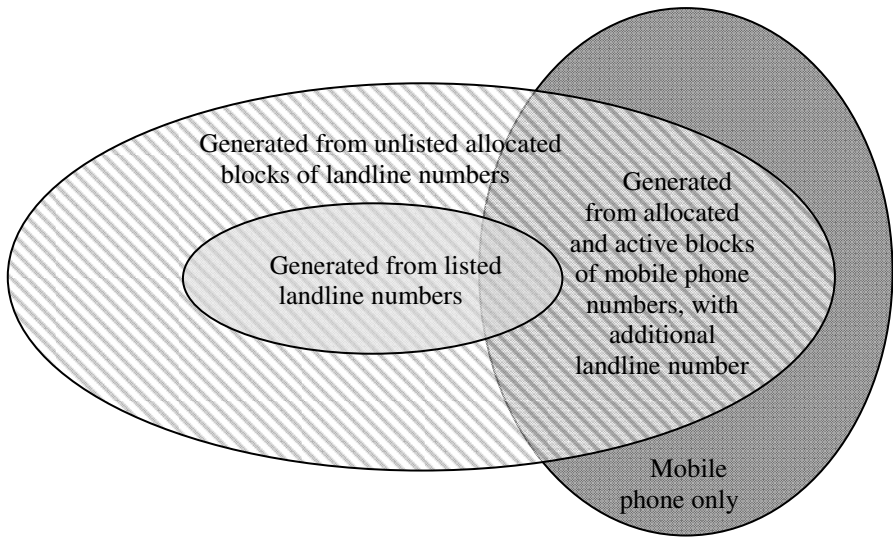 Generated from unlisted allocated
blocks of landline numbers
Generated from listed
landline numbers
Generated
from allocated
and active blocks
of mobile phone
numbers, with
additional
landline number
Mobile
phone only